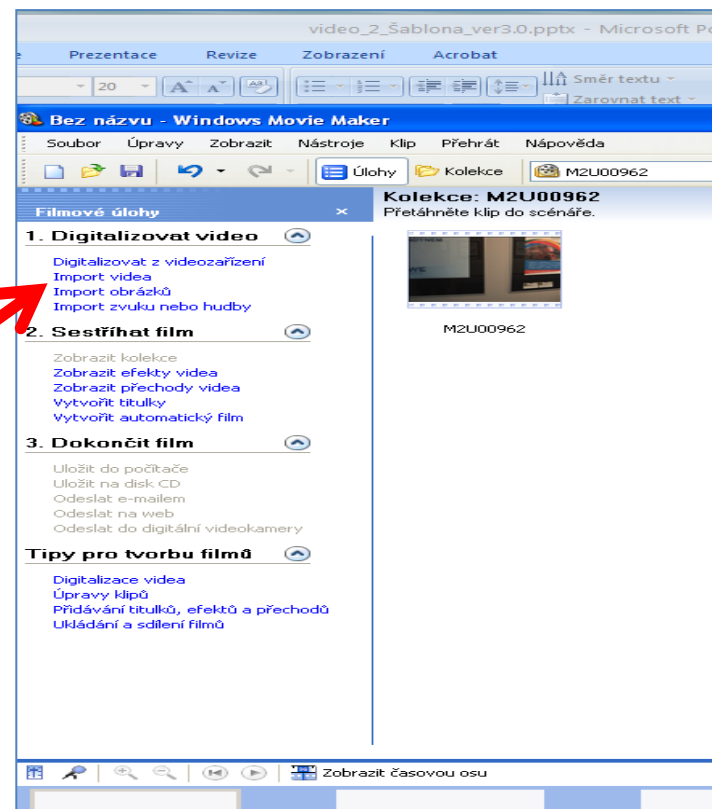 video_2_Šablona_ver3.0.pptx - Microsoft Po
Prezentace Revize Zobrazení Acrobat
20 Směr textu
Zarovnat text
Bez názvu - Windows Movie Maker
Soubor Úpravy Zobrazit Nástroje Klip Přehrát Nápověda
Úlohy Kolekce M2U00962
Filmové úlohy
Kolekce: M2U00962
Přetáhněte klip do scénáře.
1. Digitalizovat video
Digitalizovat z videozařízení
Import videa
Import obrázků
Import zvuku nebo hudby
M2U00962
2. Sestříhat film
Zobrazit kolekce
Zobrazit efekty videa
Zobrazit přechody videa
Vytvořit titulky
Vytvořit automatický film
3. Dokončit film
Uložit do počítače
Uložit na disk CD
Odeslat e-mailem
Odeslat na web
Odeslat do digitální videokamery
Tipy pro tvorbu filmů
Digitalizace videa
Úpravy klipů
Přidávání titulků, efektů a přechodů
Ukládání a sdílení filmů
Zobrazit časovou osu